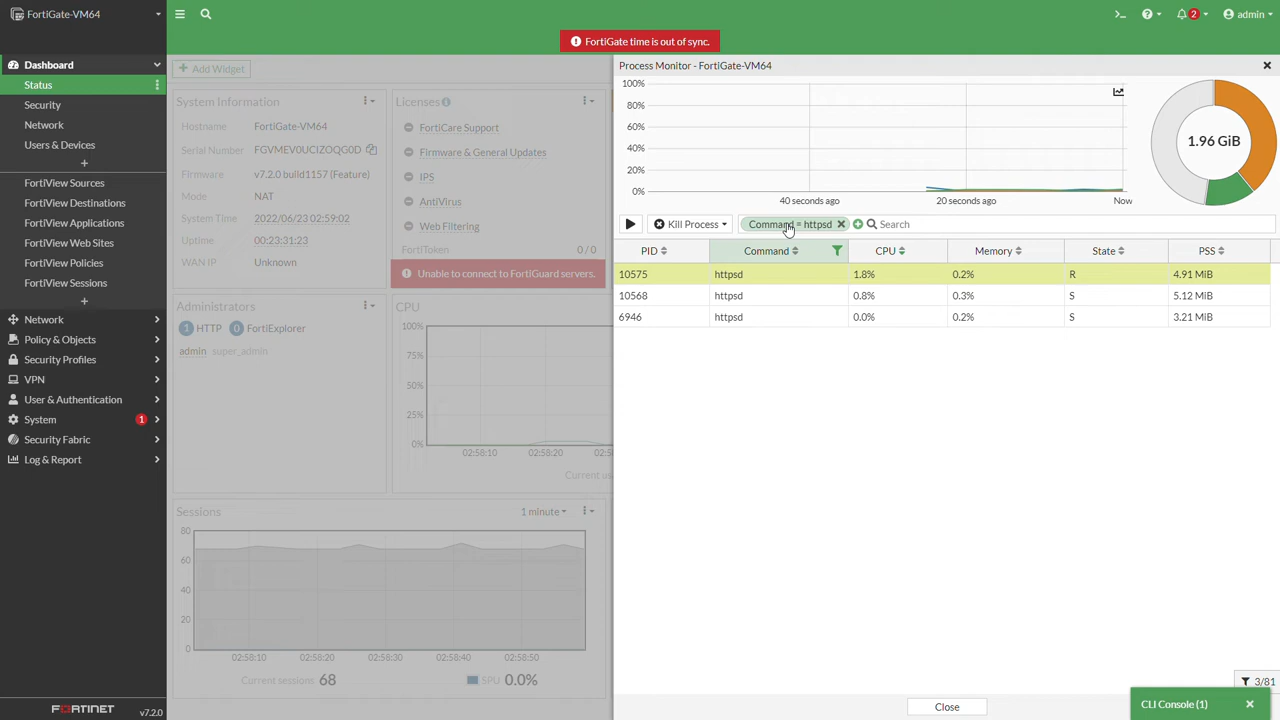 FortiGate-VM64
2
admin
FortiGate time is out of sync.
Dashboard
Status
Security
Network
Users & Devices
FortiView Sources
FortiView Destinations
FortiView Applications
FortiView Web Sites
FortiView Policies
FortiView Sessions
Network
Policy & Objects
Security Profiles
VPN
User & Authentication
System 1
Security Fabric
Log & Report
FORTINET v7.2.0
Add Widget
System Information
Hostname FortiGate-VM64
Serial Number FGVMEV0UCIZOQG0D
Firmware v7.2.0 build1157 (Feature)
Mode NAT
System Time 2022/06/23 02:59:02
Uptime 00:23:31:23
WAN IP Unknown
Licenses
FortiCare Support
Firmware & General Updates
IPS
AntiVirus
Web Filtering
FortiToken 0 / 0
Unable to connect to FortiGuard servers.
Administrators
1 HTTP 0 FortiExplorer
admin super_admin
CPU
100%
75%
50%
25%
0%
02:58:10 02:58:20 02:58:30 02:58
Current us
Sessions 1 minute
80
60
40
20
0
02:58:10 02:58:20 02:58:30 02:58:40 02:58:50
Current sessions 68 SPU 0.0%
Process Monitor - FortiGate-VM64
100%
80%
60%
40%
20%
0%
40 seconds ago 20 seconds ago Now
1.96 GiB
Kill Process Command = httpsd Search
PID Command CPU Memory State PSS
10575 httpsd 1.8% 0.2% R 4.91 MiB
10568 httpsd 0.8% 0.3% S 5.12 MiB
6946 httpsd 0.0% 0.2% S 3.21 MiB
3/81
Close
CLI Console (1)